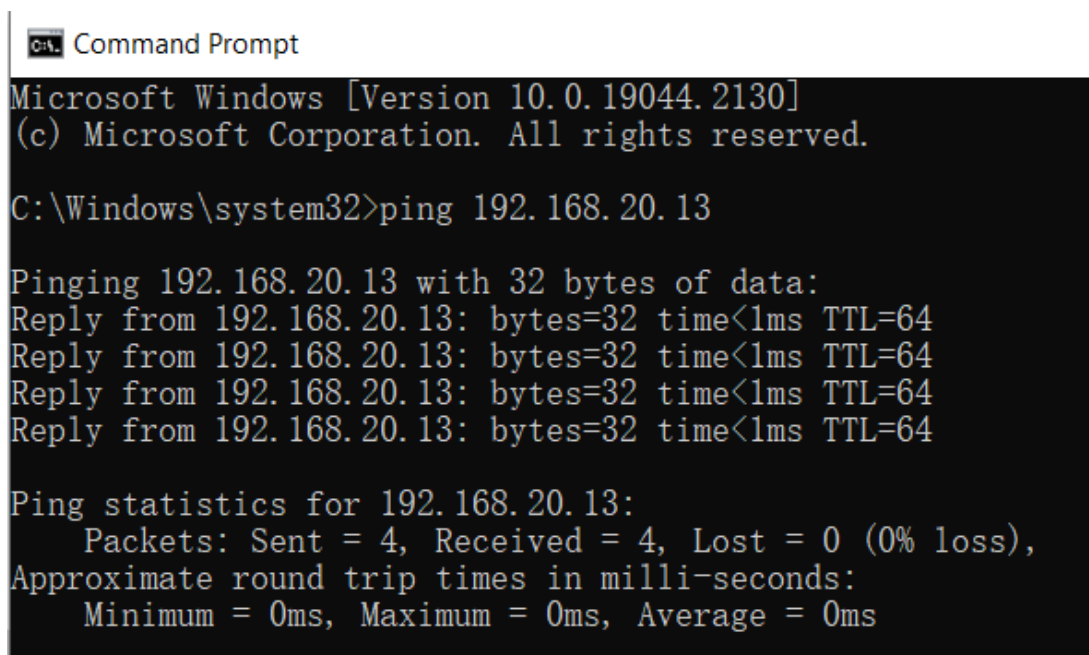 Command Prompt
Microsoft Windows [Version 10.0.19044.2130]
(c) Microsoft Corporation. All rights reserved.
C:\Windows\system32>ping 192.168.20.13
Pinging 192.168.20.13 with 32 bytes of data:
Reply from 192.168.20.13: bytes=32 time<1ms TTL=64
Reply from 192.168.20.13: bytes=32 time<1ms TTL=64
Reply from 192.168.20.13: bytes=32 time<1ms TTL=64
Reply from 192.168.20.13: bytes=32 time<1ms TTL=64
Ping statistics for 192.168.20.13:
Packets: Sent = 4, Received = 4, Lost = 0 (0% loss),
Approximate round trip times in milli-seconds:
Minimum = 0ms, Maximum = 0ms, Average = 0ms